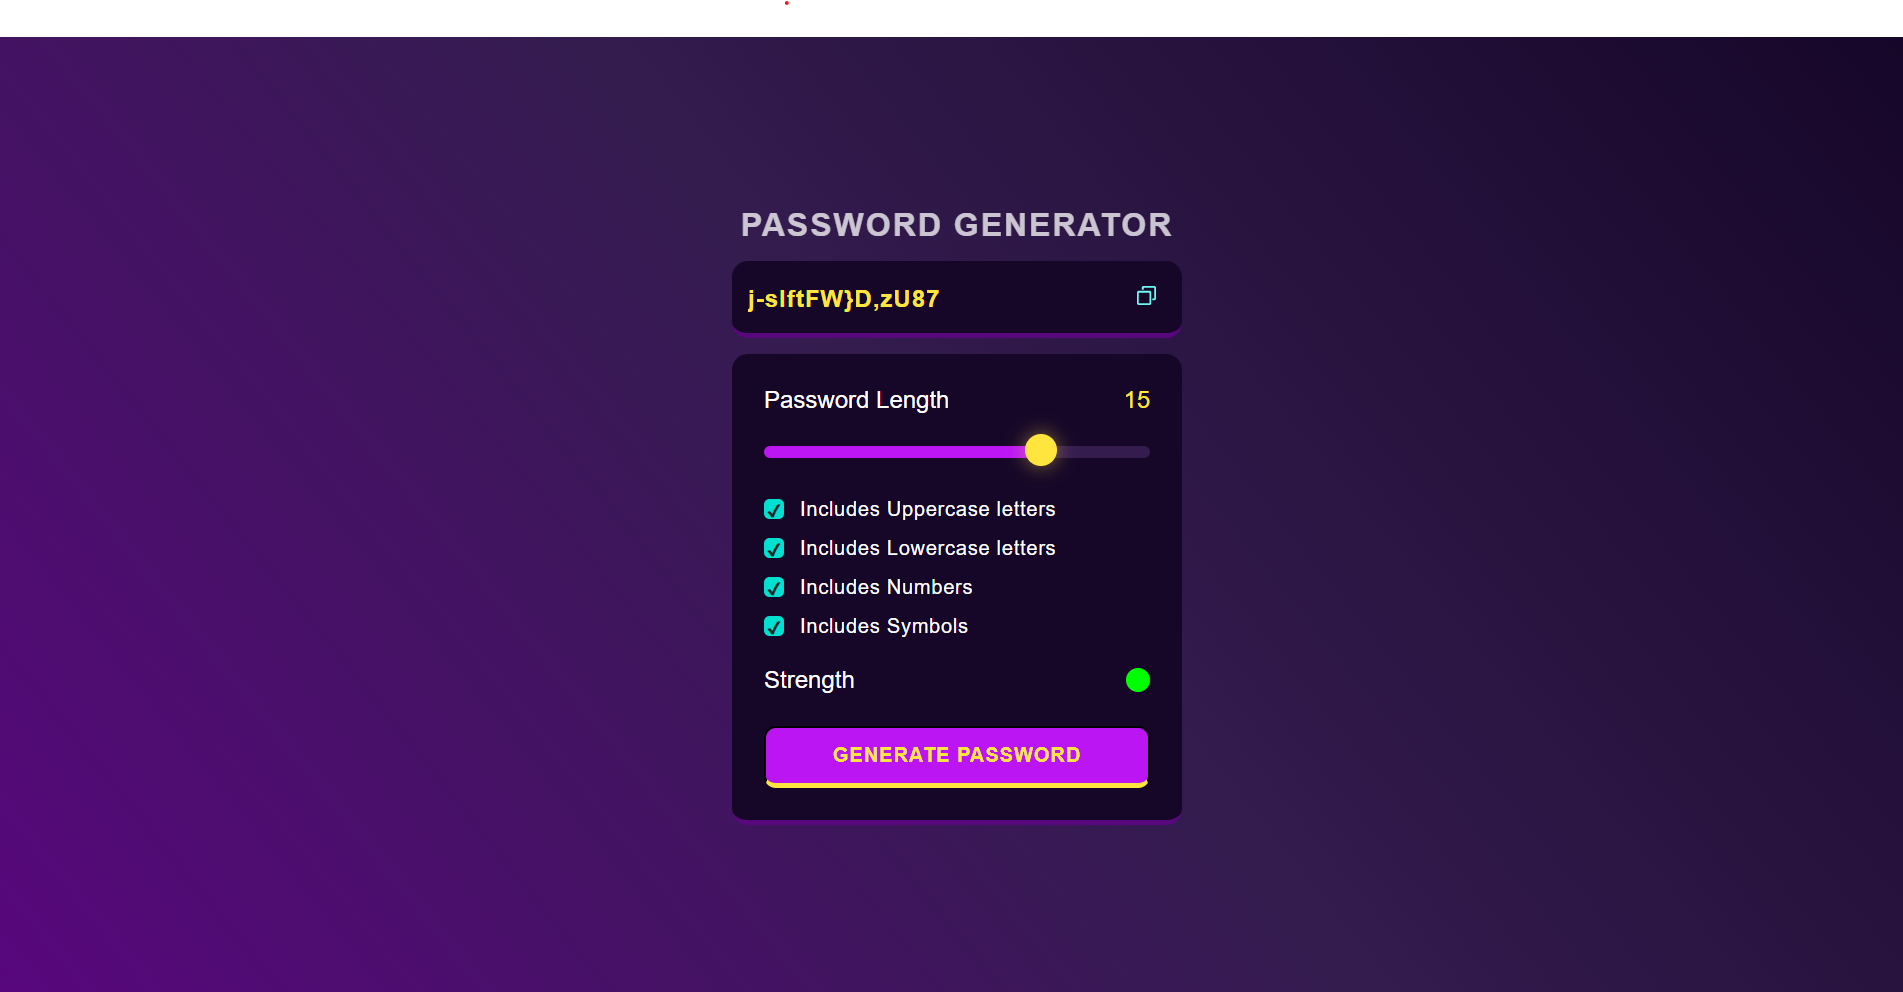 PASSWORD GENERATOR
j-slftFW}D,zU87
Password Length 15
Includes Uppercase letters
Includes Lowercase letters
Includes Numbers
Includes Symbols
Strength
GENERATE PASSWORD